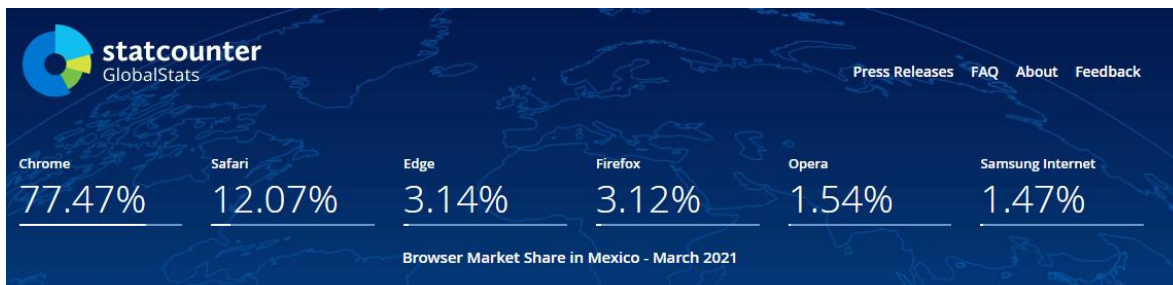 statcounter
GlobalStats
Press Releases FAQ About Feedback
Chrome Safari Edge Firefox Opera Samsung Internet
77.47% 12.07% 3.14% 3.12% 1.54% 1.47%
Browser Market Share in Mexico - March 2021